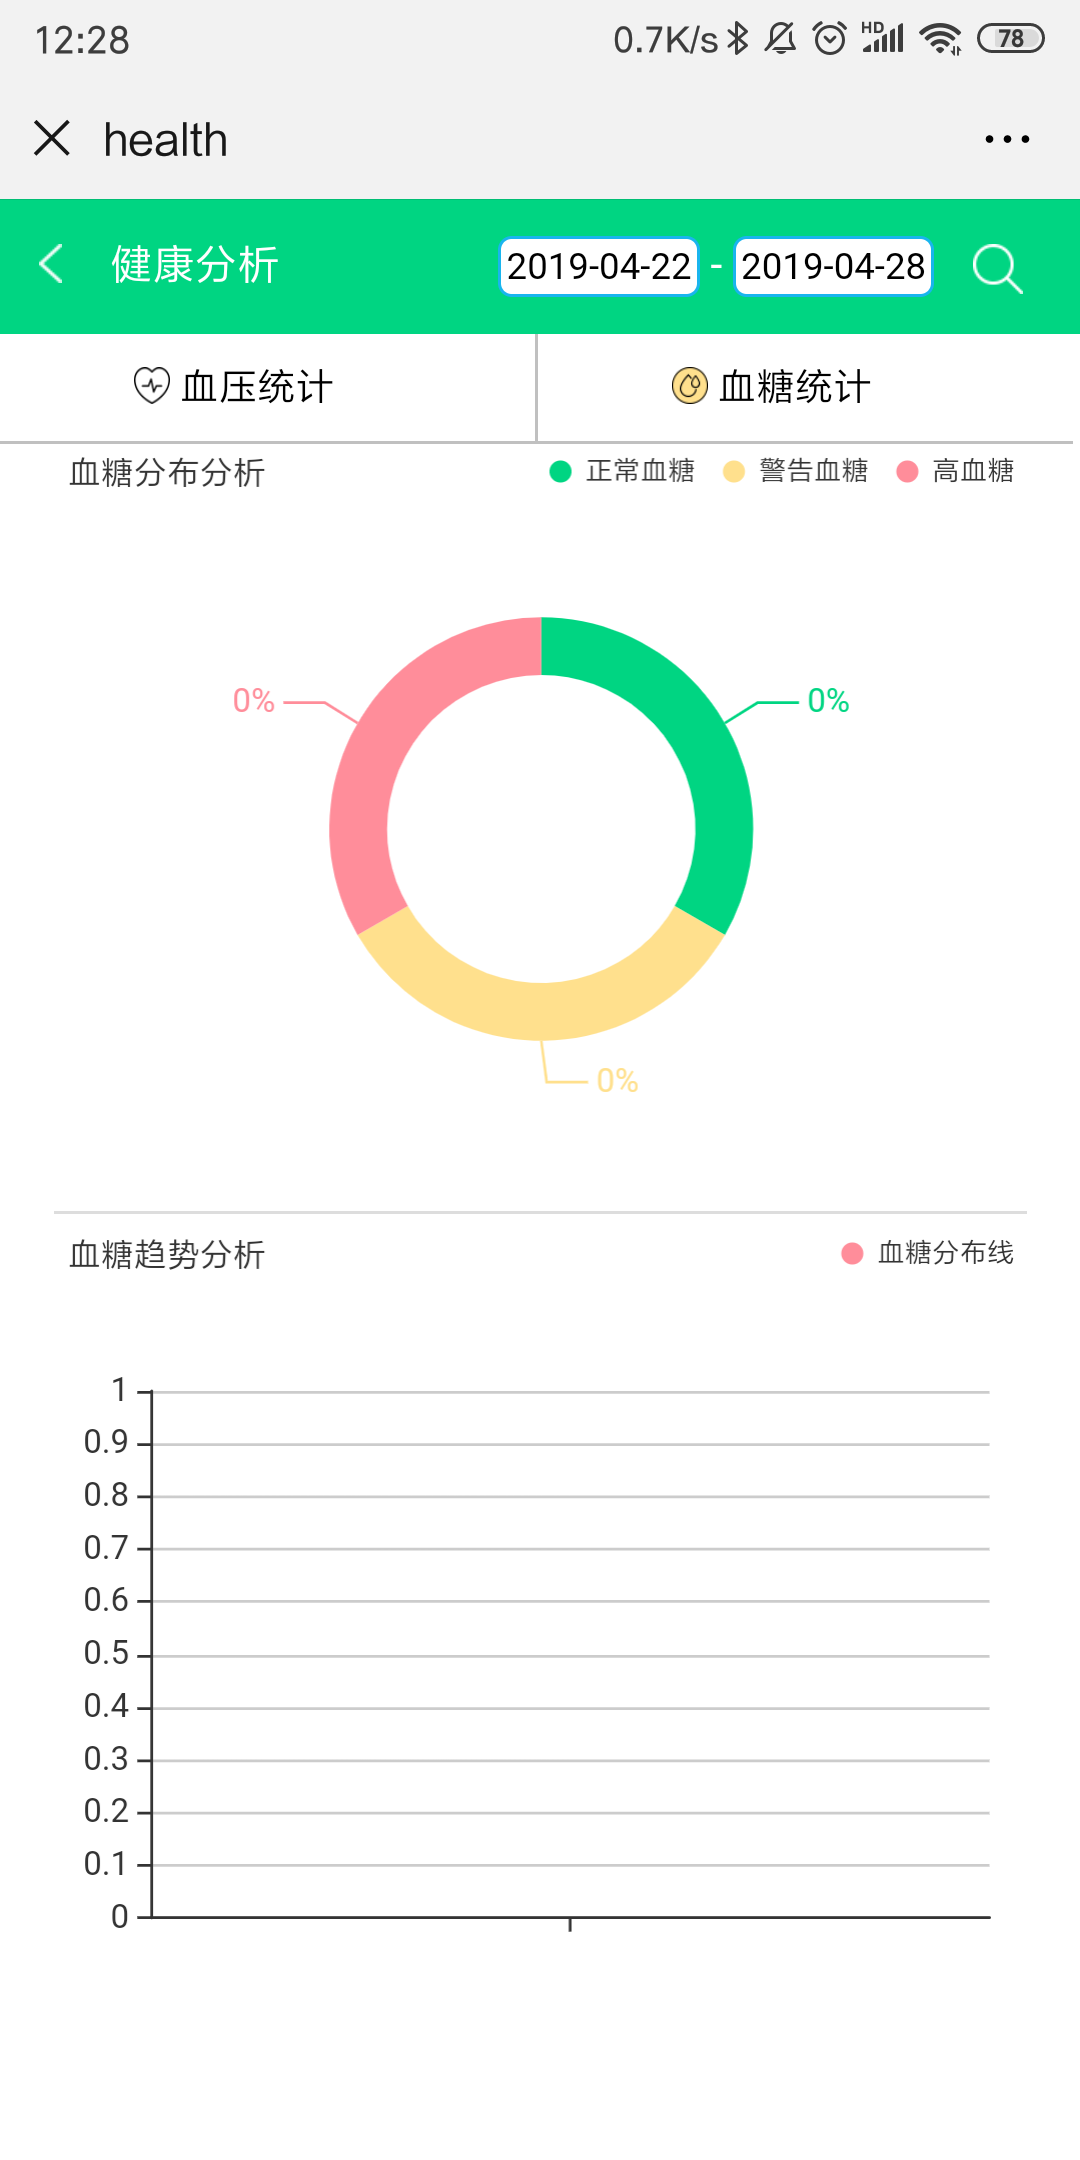 12:28 0.7K/s HD 78
health
健康分析 2019-04-22 - 2019-04-28
血压统计 血糖统计
血糖分布分析 正常血糖 警告血糖 高血糖
0% 0%
0%
血糖趋势分析 血糖分布线
1
0.9
0.8
0.7
0.6
0.5
0.4
0.3
0.2
0.1
0